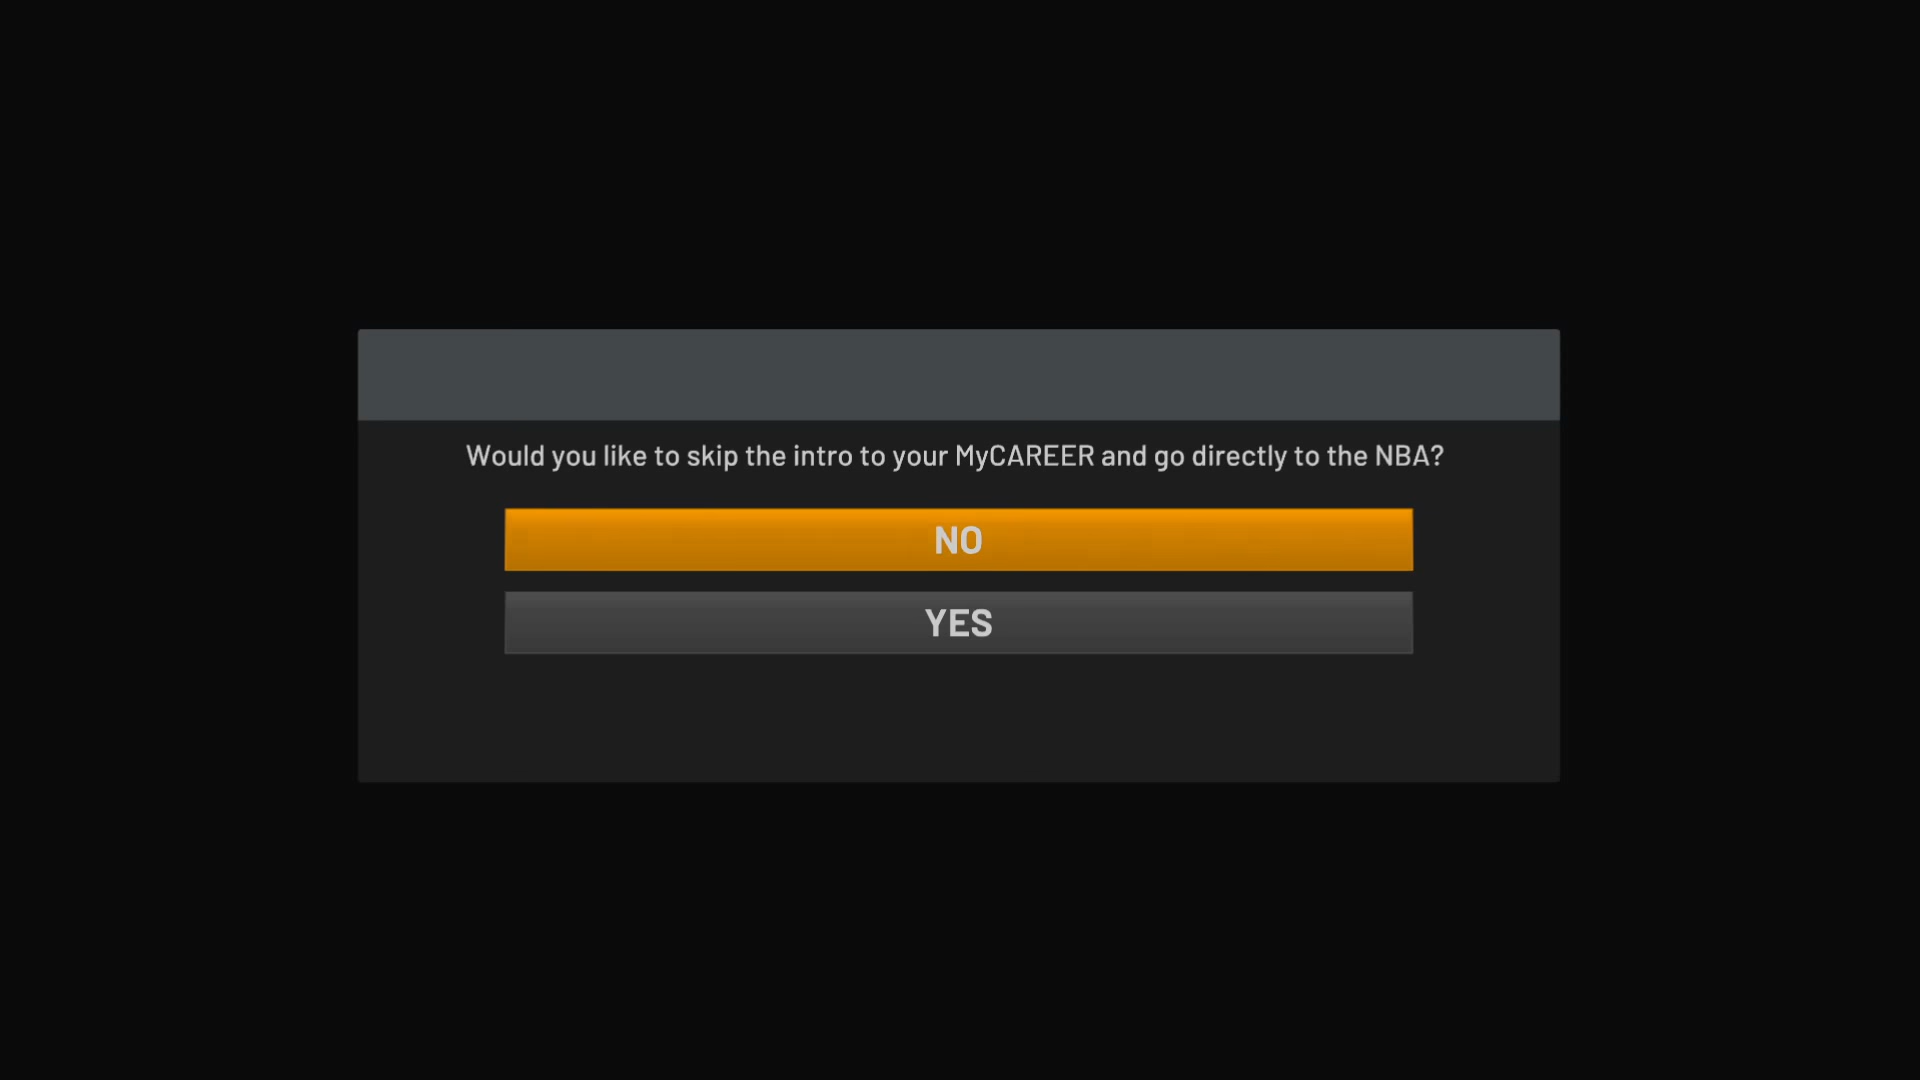 Would you like to skip the intro to your MyCAREER and go directly to the NBA?
NO
YES